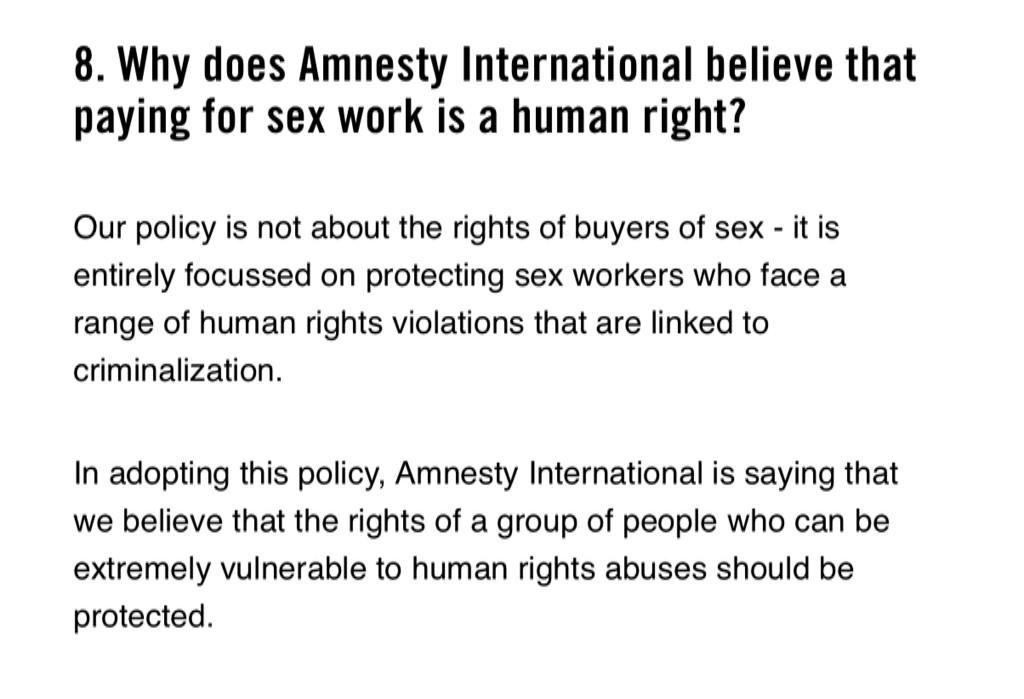 8. Why does Amnesty International believe that
paying for sex work is a human right?
Our policy is not about the rights of buyers of sex - it is
entirely focussed on protecting sex workers who face a
range of human rights violations that are linked to
criminalization.
In adopting this policy, Amnesty International is saying that
we believe that the rights of a group of people who can be
extremely vulnerable to human rights abuses should be
protected.